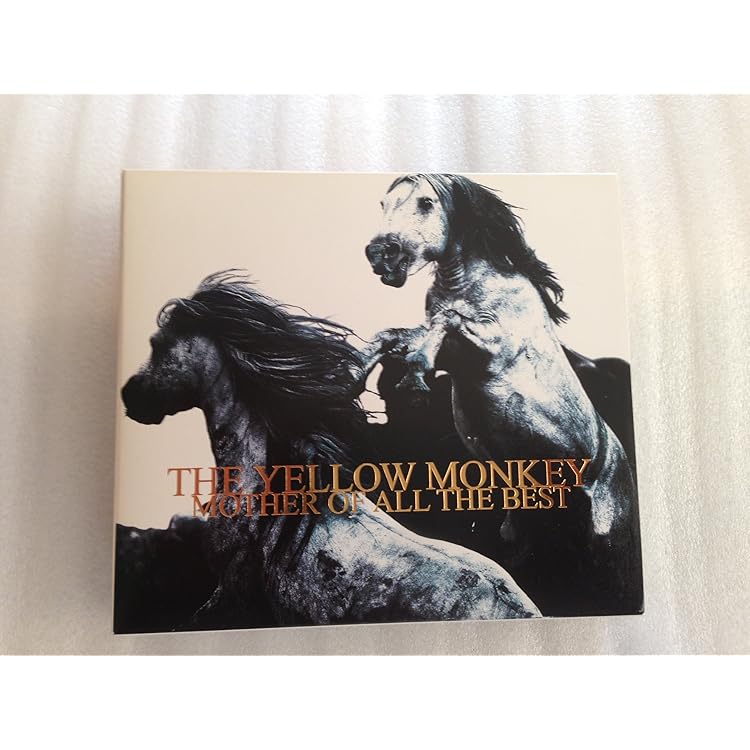 THE YELLOW MONKEY
MOTHER OF ALL THE BEST